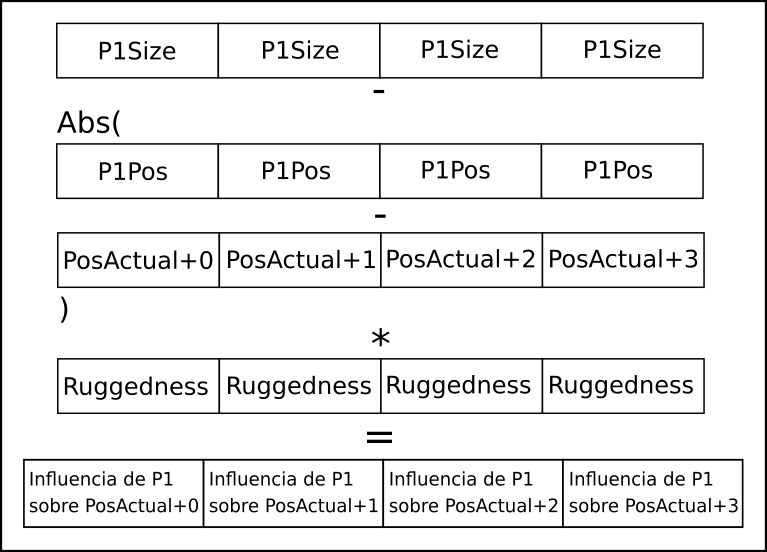 P1Size P1Size P1Size P1Size
-
Abs(
P1Pos P1Pos P1Pos P1Pos
-
PosActual+0 PosActual+1 PosActual+2 PosActual+3
)
*
Ruggedness Ruggedness Ruggedness Ruggedness
=
Influencia de P1 Influencia de P1 Influencia de P1 Influencia de P1
sobre PosActual+0 sobre PosActual+1 sobre PosActual+2 sobre PosActual+3